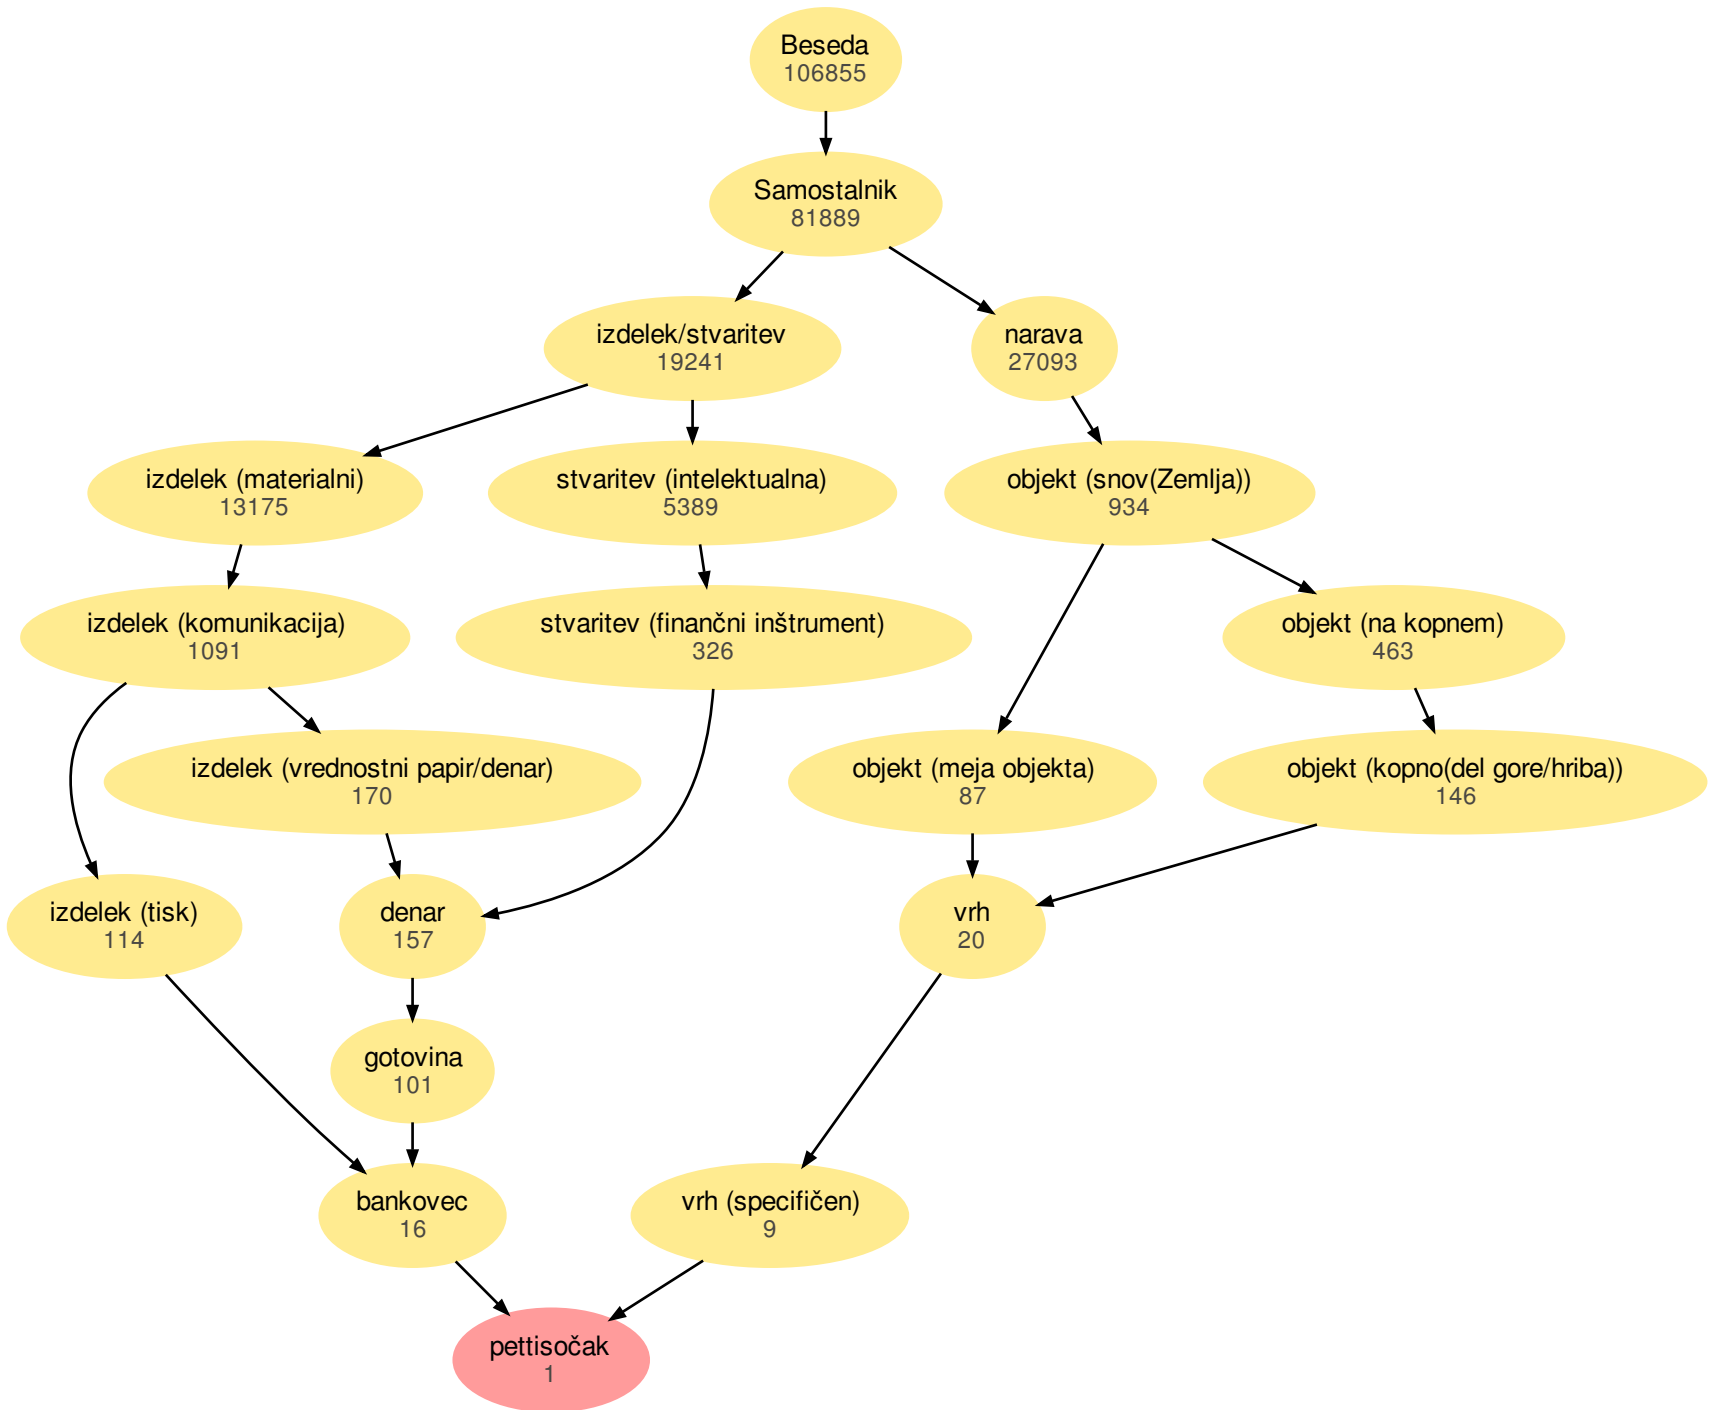 Beseda
106855
Samostalnik
81889
izdelek/stvaritev
19241
narava
27093
izdelek (materialni)
13175
stvaritev (intelektualna)
5389
objekt (snov(Zemlja))
934
izdelek (komunikacija)
1091
stvaritev (finančni inštrument)
326
objekt (na kopnem)
463
izdelek (vrednostni papir/denar)
170
objekt (meja objekta)
87
objekt (kopno(del gore/hriba))
146
izdelek (tisk)
114
denar
157
vrh
20
gotovina
101
bankovec
16
vrh (specifičen)
9
pettisočak
1